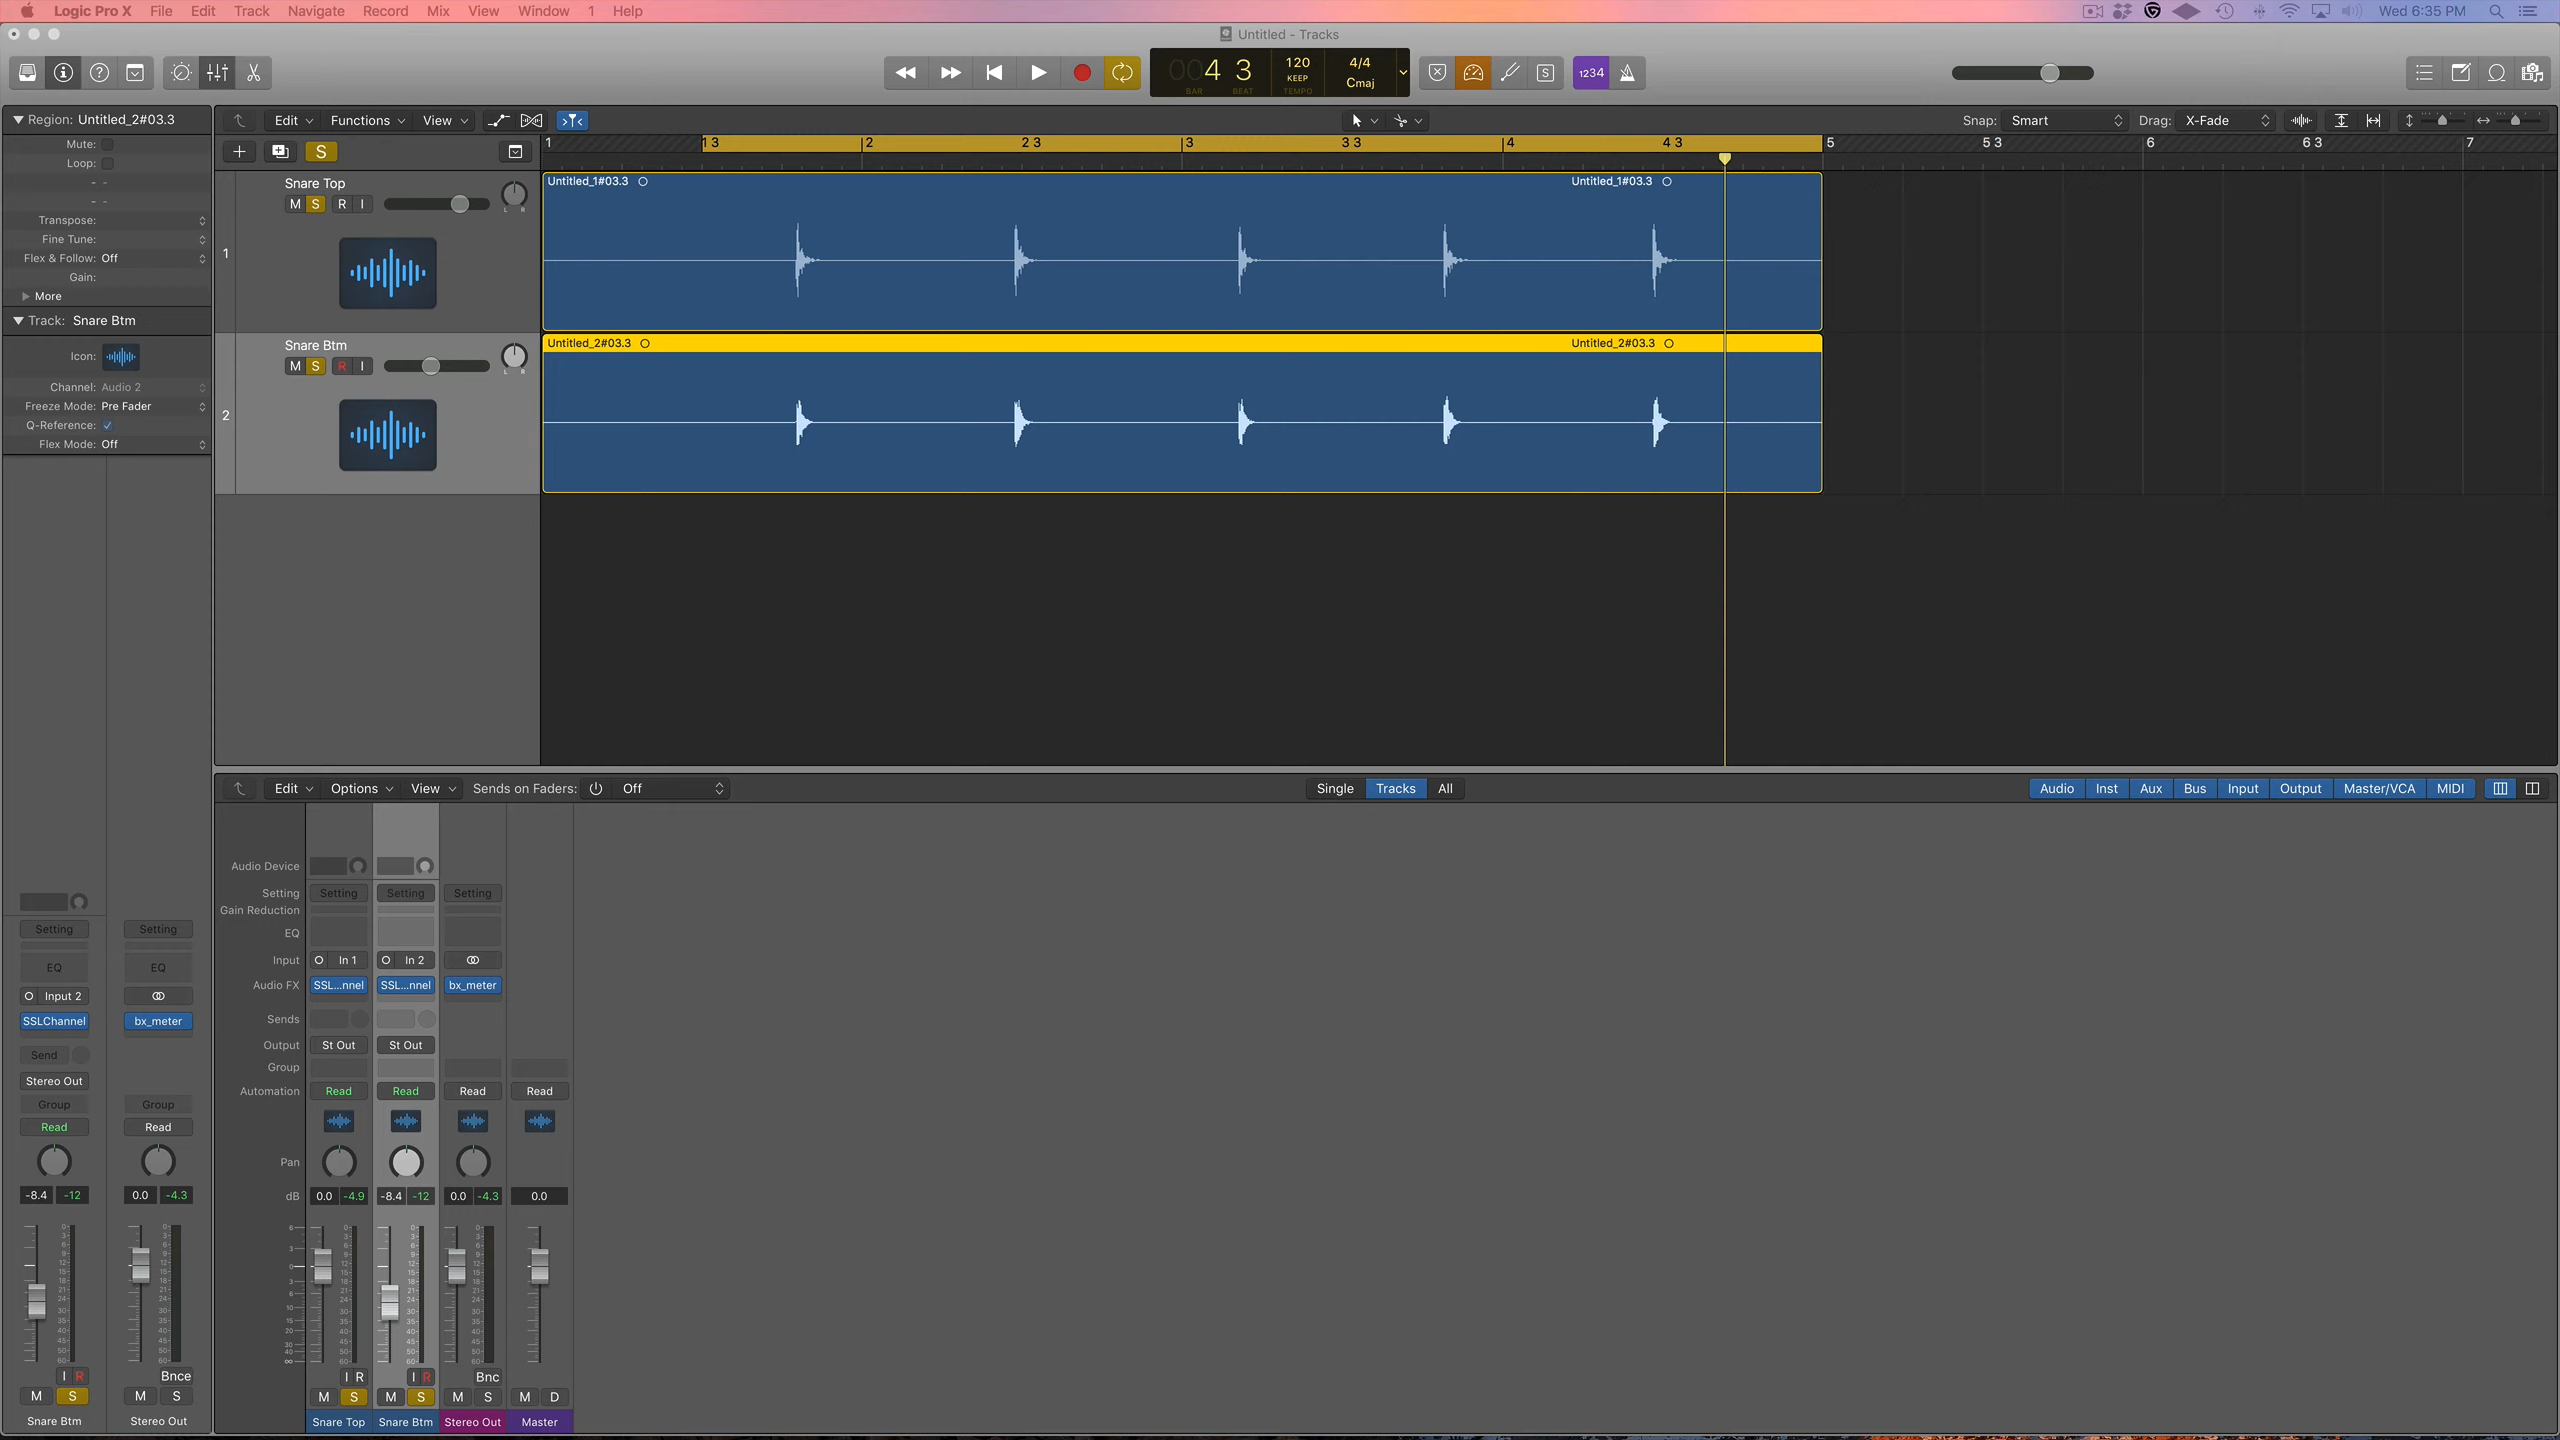 Logic Pro X File Edit Track Navigate Record Mix View Window 1 Help Wed 6:35 PM
Untitled - Tracks
4 3 120 KEEP TEMPO 4/4 Cmaj BAR BEAT
S 1234
Region: Untitled_2#03.3
Edit Functions View Snap: Smart Drag: X-Fade
Mute:
Loop:
- -
- -
Transpose:
Fine Tune:
Flex & Follow: Off
Gain:
More
Track: Snare Btm
Icon:
Channel: Audio 2
Freeze Mode: Pre Fader
Q-Reference:
Flex Mode: Off
S
1 1 3 2 2 3 3 3 3 4 4 3 5 5 3 6 6 3 7
1
Snare Top
M S R I
L R
Untitled_1#03.3 Untitled_1#03.3
2
Snare Btm
M S R I
L R
Untitled_2#03.3 Untitled_2#03.3
Edit Options View Sends on Faders: Off Single Tracks All Audio Inst Aux Bus Input Output Master/VCA MIDI
Setting Setting
EQ EQ
Input 2
SSLChannel bx_meter
Send
Stereo Out
Group Group
Read Read
-8.4 -12 0.0 -4.3
I R Bnce
M S M S
Snare Btm Stereo Out
Audio Device
Setting Setting Setting Setting
Gain Reduction
EQ
Input In 1 In 2
Audio FX SSL...nnel SSL...nnel bx_meter
Sends
Output St Out St Out
Group
Automation Read Read Read Read
Pan
dB 0.0 -4.9 -8.4 -12 0.0 -4.3 0.0
I R I R Bnc
M S M S M S M D
Snare Top Snare Btm Stereo Out Master